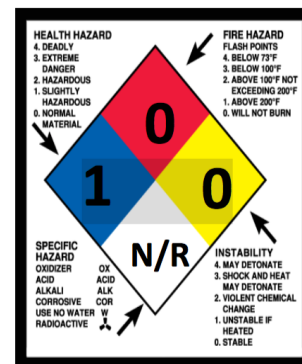 HEALTH HAZARD
4. DEADLY
3. EXTREME
DANGER
2. HAZARDOUS
1. SLIGHTLY
HAZARDOUS
0. NORMAL
MATERIAL
FIRE HAZARD
FLASH POINTS
4. BELOW 73°F
3. BELOW 100°F
2. ABOVE 100°F NOT
EXCEEDING 200°F
1. ABOVE 200°F
0. WILL NOT BURN
0
1
0
N/R
SPECIFIC
HAZARD
OXIDIZER OX
ACID ACID
ALKALI ALK
CORROSIVE COR
USE NO WATER W
RADIOACTIVE
INSTABILITY
4. MAY DETONATE
3. SHOCK AND HEAT
MAY DETONATE
2. VIOLENT CHEMICAL
CHANGE
1. UNSTABLE IF
HEATED
0. STABLE